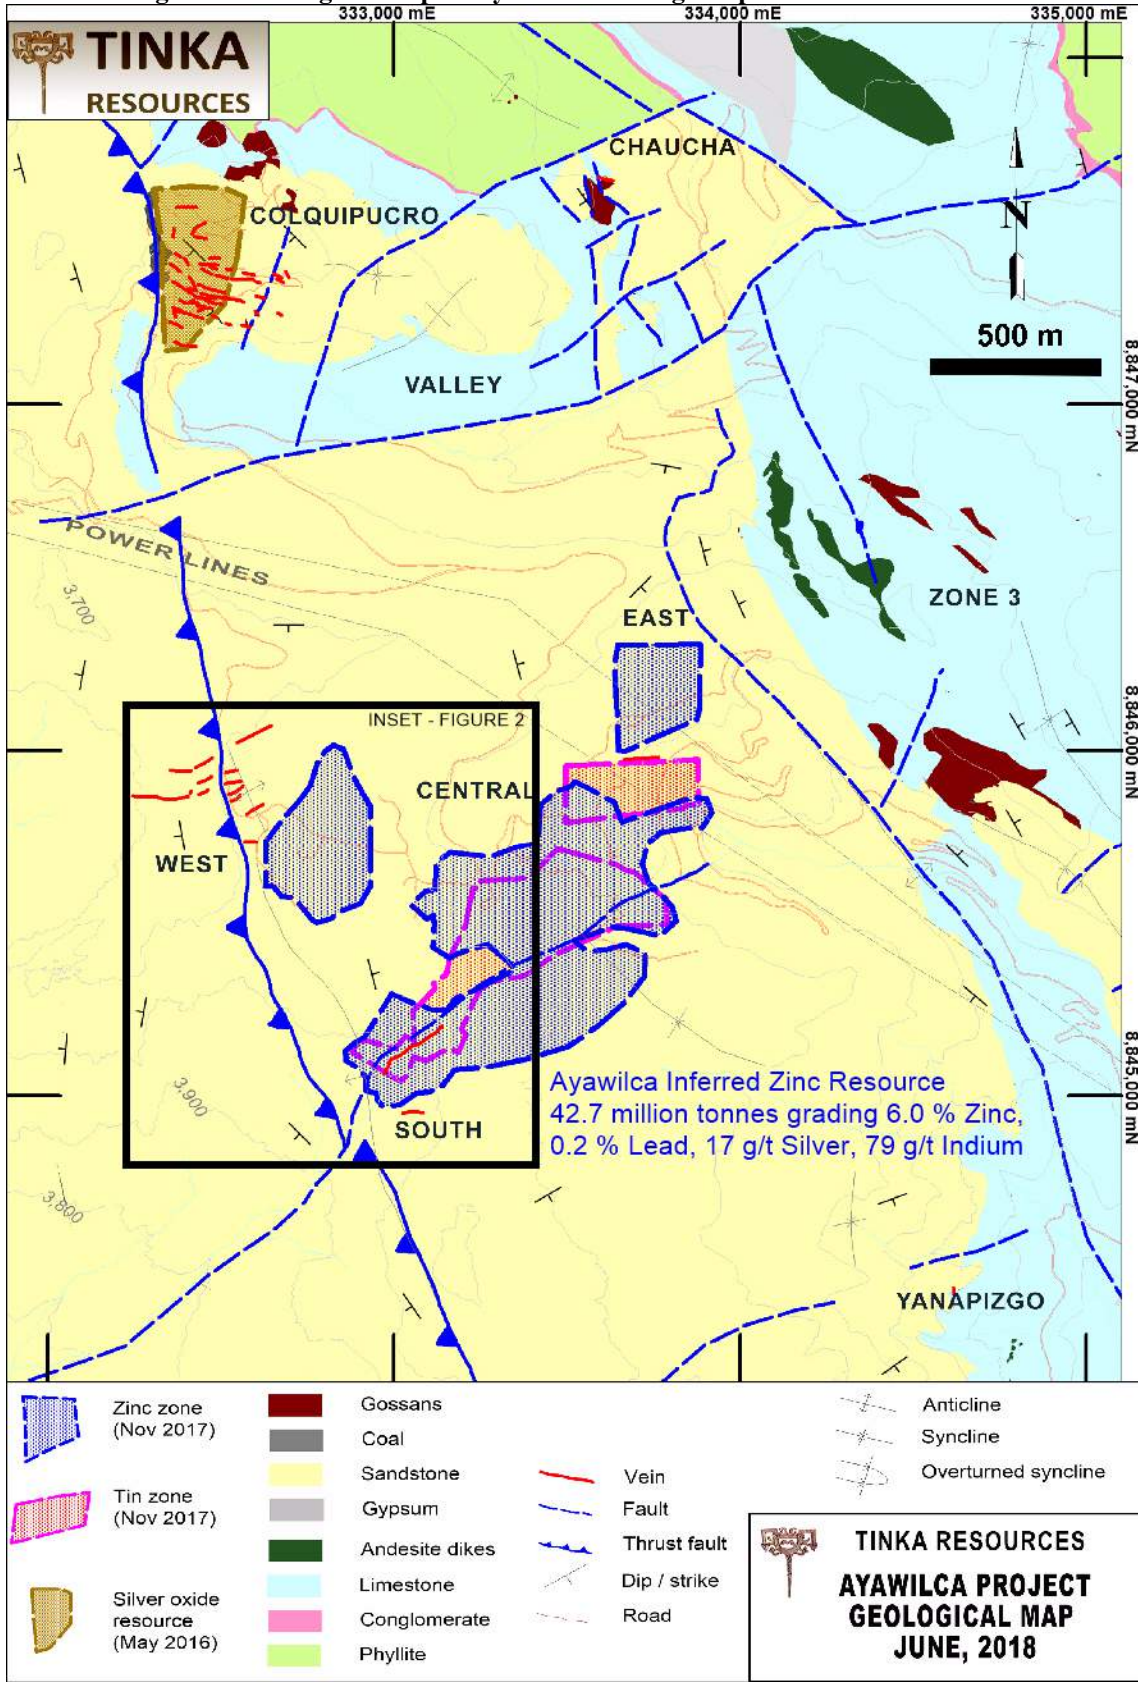 333,000 mE
334,000 mE
335,000 mE
TINKA
RESOURCES
CHAUCHA
COLQUIPUCRO
N
500 m
VALLEY
8,847,000 mN
POWER LINES
3,700
ZONE 3
EAST
8,846,000 mN
INSET - FIGURE 2
CENTRAL
WEST
8,845,000 mN
Ayawilca Inferred Zinc Resource
42.7 million tonnes grading 6.0 % Zinc,
0.2 % Lead, 17 g/t Silver, 79 g/t Indium
3,900
SOUTH
3,800
YANAPIZGO
Zinc zone
(Nov 2017)
Tin zone
(Nov 2017)
Silver oxide
resource
(May 2016)
Gossans
Coal
Sandstone
Gypsum
Andesite dikes
Limestone
Conglomerate
Phyllite
Vein
Fault
Thrust fault
Dip / strike
Road
Anticline
Syncline
Overturned syncline
TINKA RESOURCES
AYAWILCA PROJECT
GEOLOGICAL MAP
JUNE, 2018